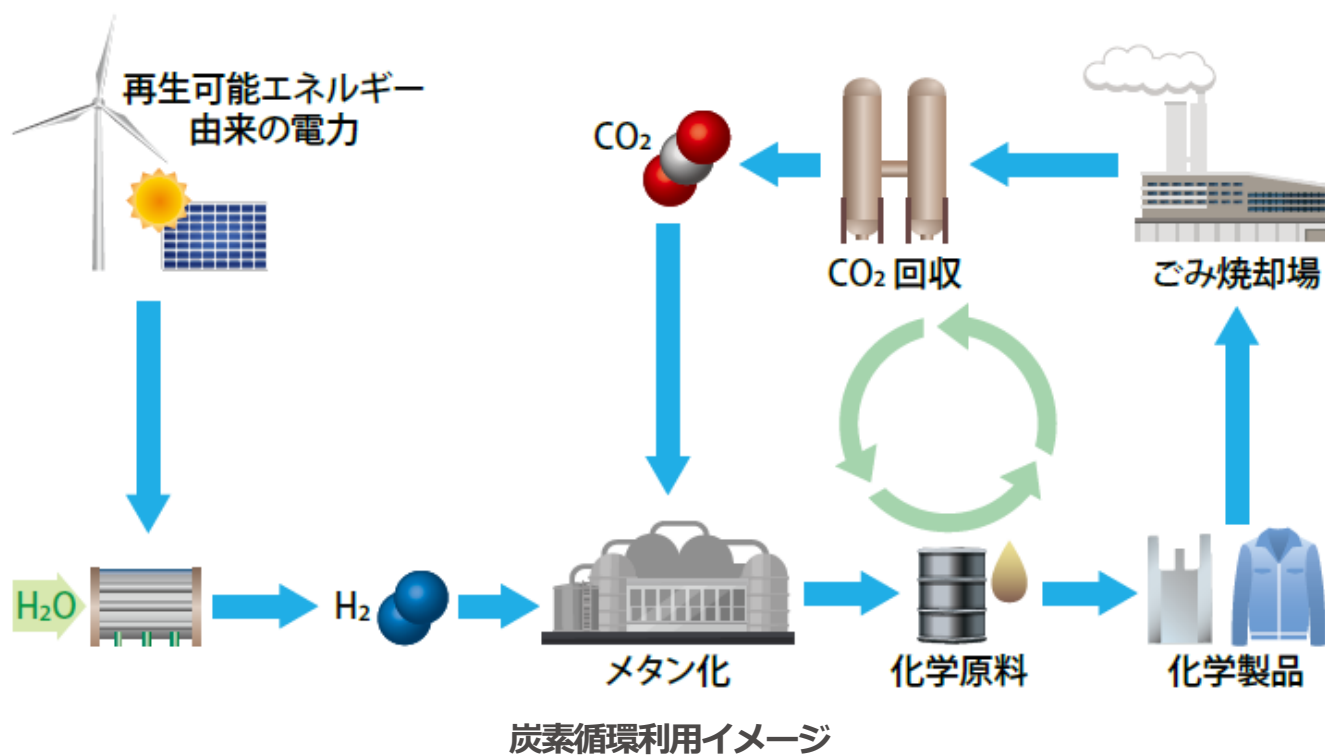 再生可能エネルギー
由来の電力
CO₂
CO₂ 回収
ごみ焼却場
H₂O
H₂
メタン化
化学原料
化学製品
炭素循環利用イメージ